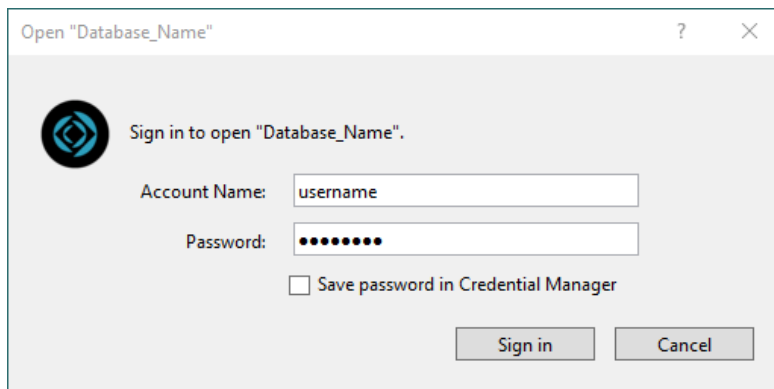 Open "Database_Name"
Sign in to open "Database_Name".
Account Name: username
Password: ••••••••
Save password in Credential Manager
Sign in Cancel